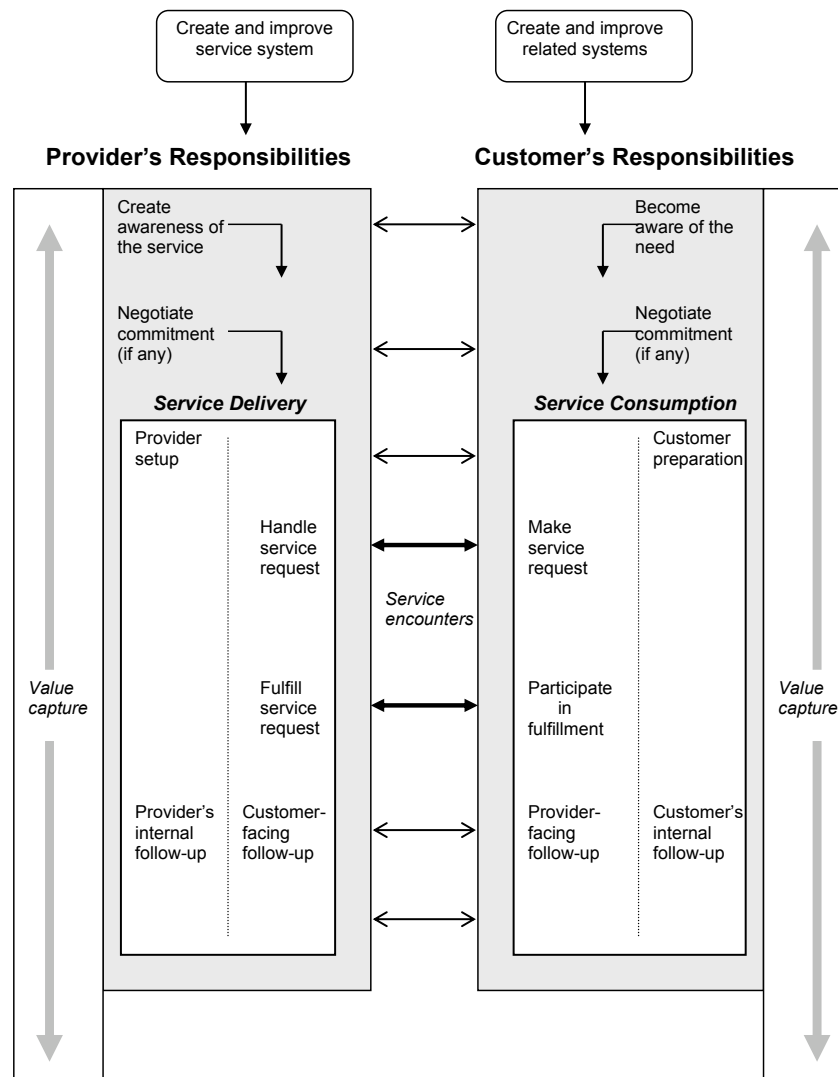 Create and improve
service system
Create and improve
related systems
Provider's Responsibilities
Customer's Responsibilities
Create
awareness of
the service
Become
aware of the
need
Negotiate
commitment
(if any)
Negotiate
commitment
(if any)
Service Delivery
Service Consumption
Provider
setup
Customer
preparation
Handle
service
request
Make
service
request
Service
encounters
Value
capture
Fulfill
service
request
Participate
in
fulfillment
Value
capture
Provider's
internal
follow-up
Customer-
facing
follow-up
Provider-
facing
follow-up
Customer's
internal
follow-up